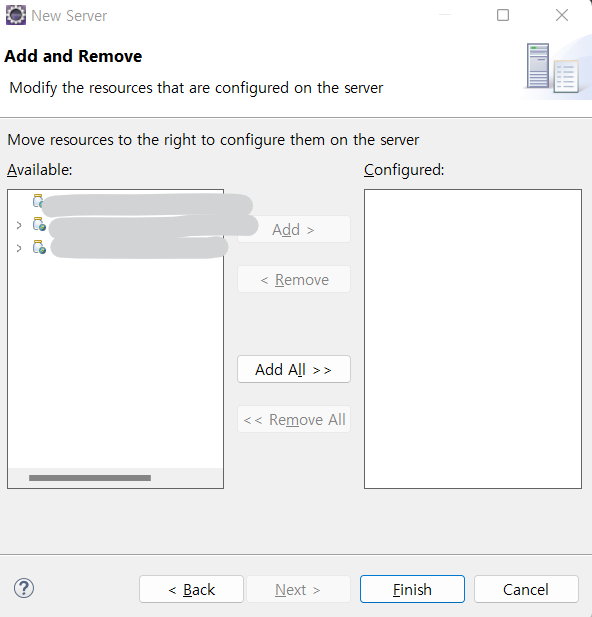 New Server
Add and Remove
Modify the resources that are configured on the server
Move resources to the right to configure them on the server
Available:
Configured:
Add >
< Remove
Add All >>
<< Remove All
< Back
Next >
Finish
Cancel